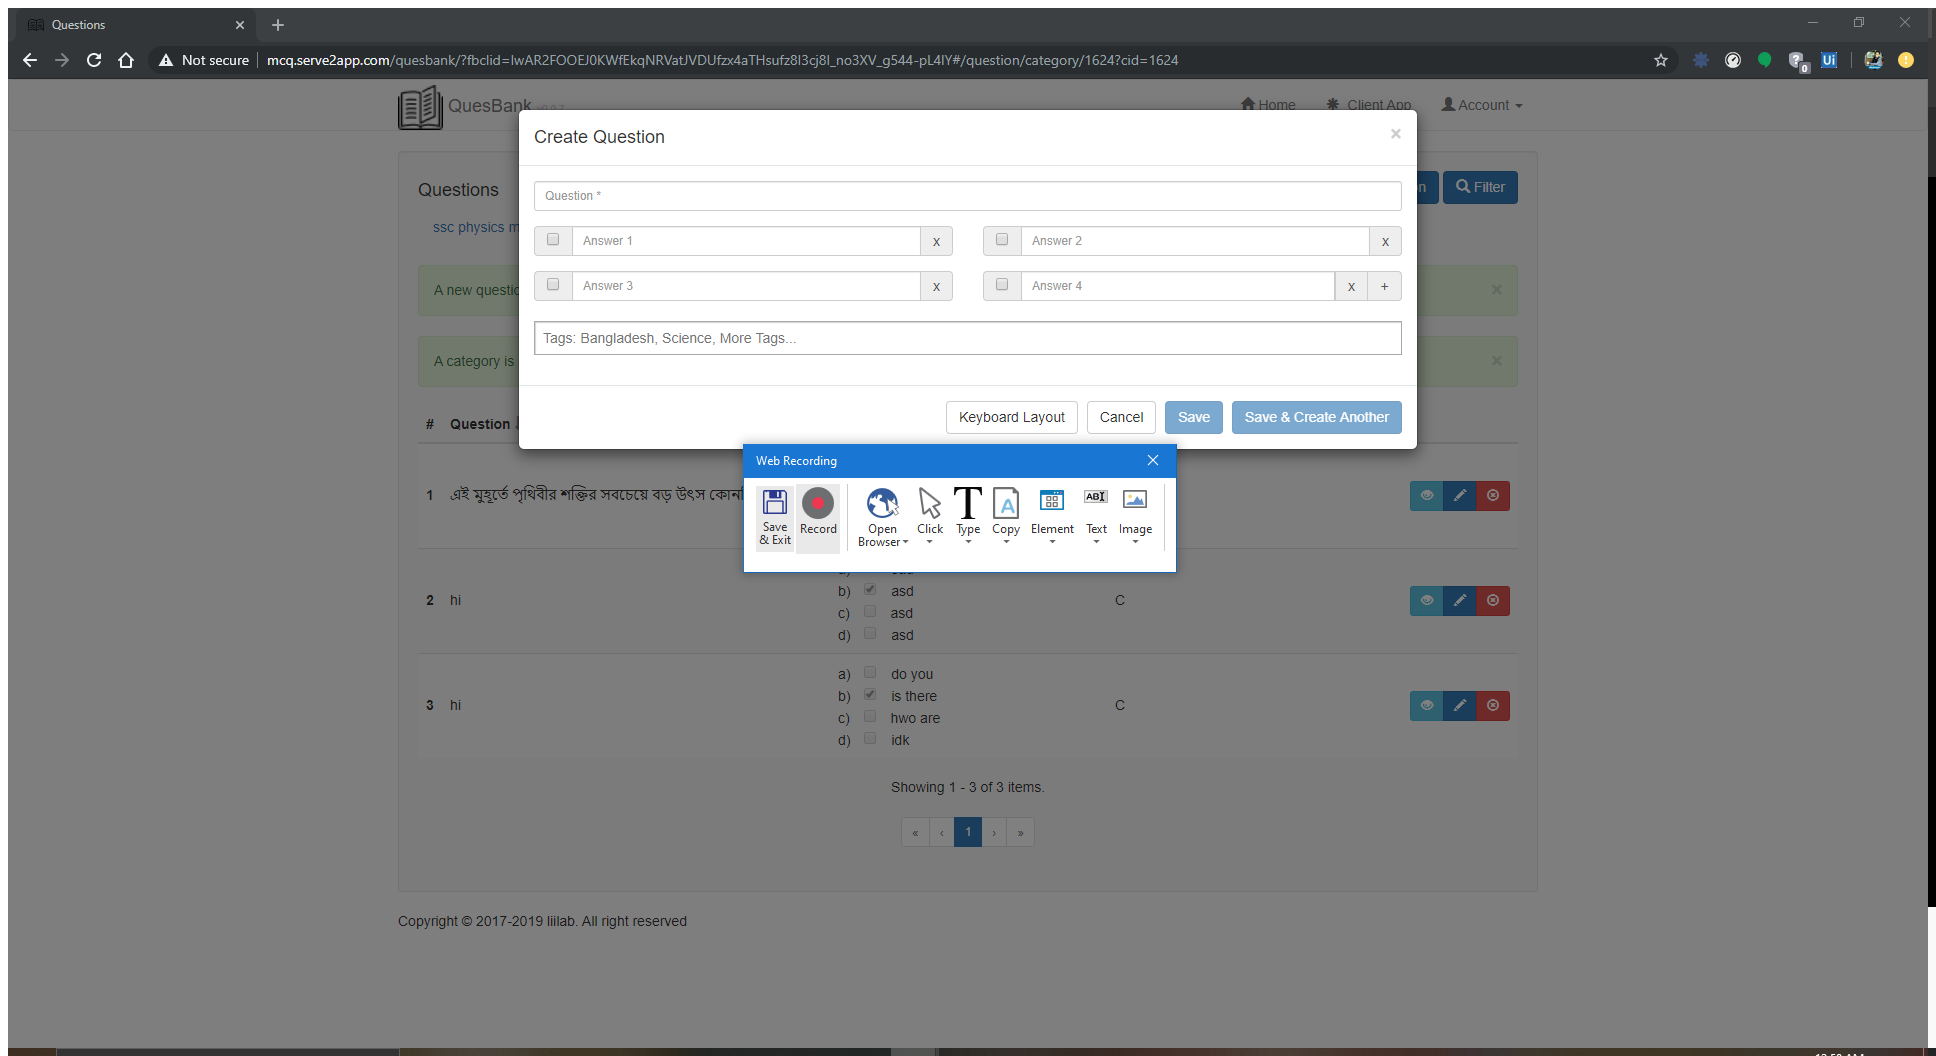 Questions
Not secure
mcq.serve2app.com/quesbank/?fbclid=IwAR2FOOEJ0KWfEkqNRVatJVDUfzx4aTHsufz8I3cj8I_no3XV_g544-pL4lY#/question/category/1624?cid=1624
QuesBank
Home
Client App
Account
Create Question
×
Questions
Filter
ssc physics m
Question *
Answer 1
x
Answer 2
x
Answer 3
x
Answer 4
x
+
A new questio
Tags: Bangladesh, Science, More Tags...
A category is
Keyboard Layout
Cancel
Save
Save & Create Another
# Question
Web Recording
Save & Exit
Record
Open Browser
Click
Type
Copy
Element
Text
Image
1 এই মুহূর্তে পৃথিবীর শক্তির সবচেয়ে বড় উৎস
2 hi
b) asd
c) asd
d) asd
C
3 hi
a) do you
b) is there
c) hwo are
d) idk
C
Showing 1 - 3 of 3 items.
« ‹ 1 › »
Copyright © 2017-2019 liilab. All right reserved